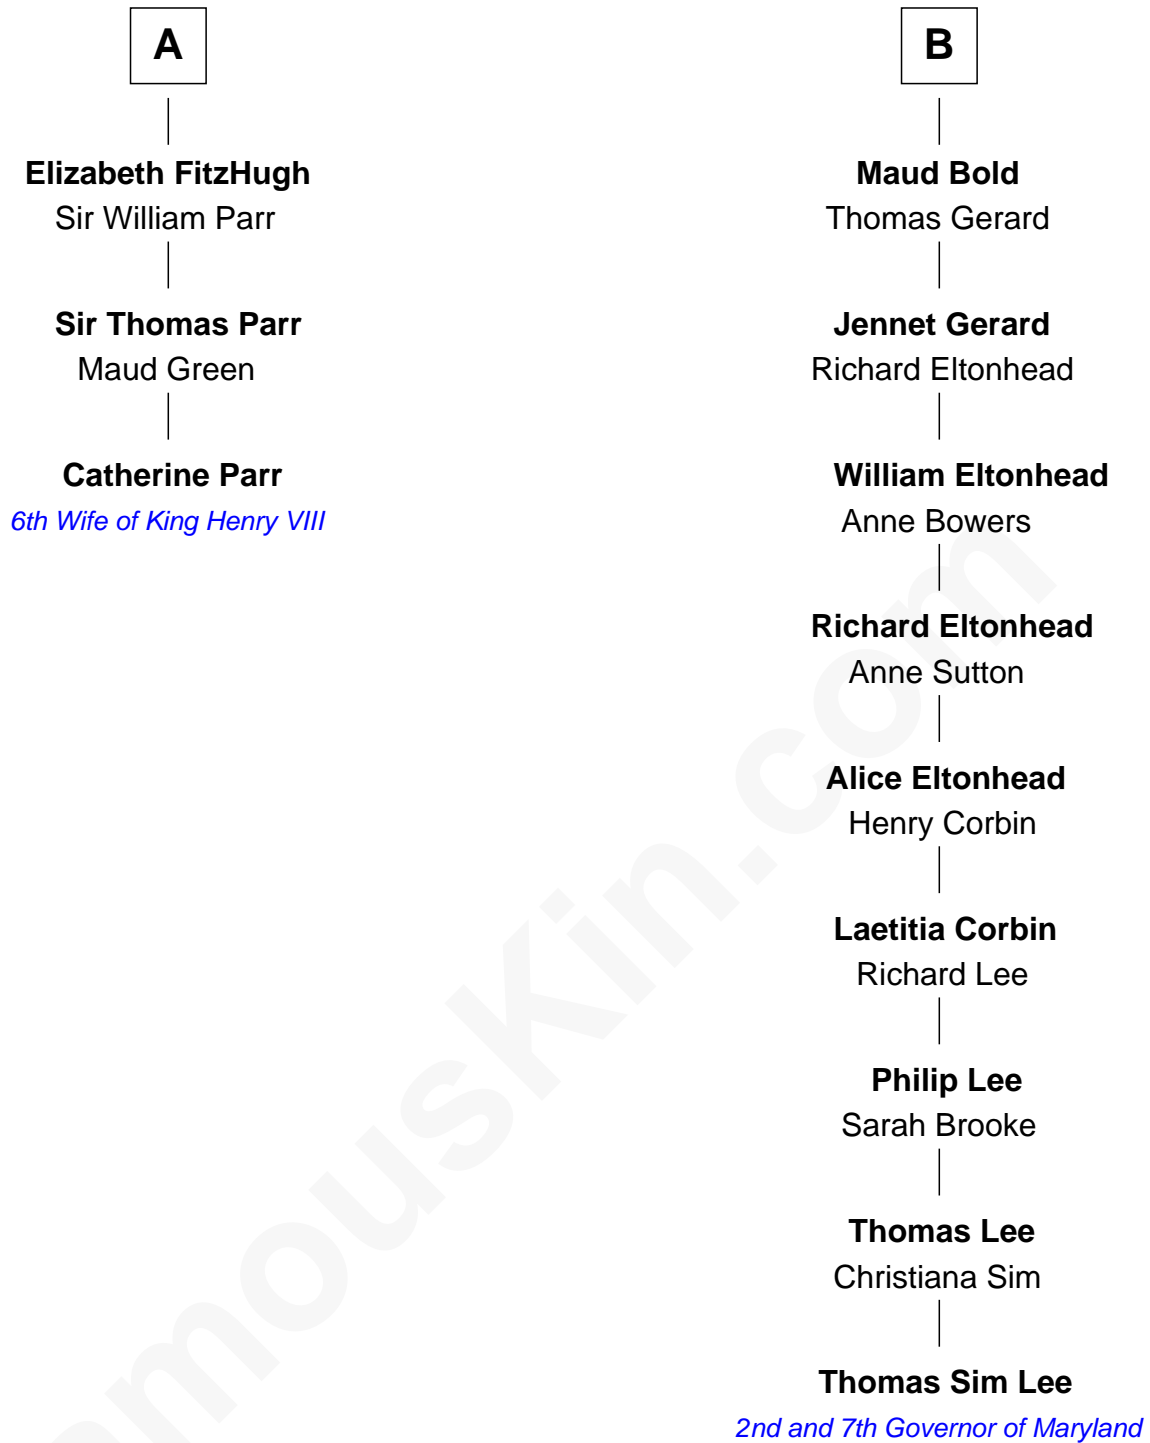 A
Elizabeth FitzHugh
Sir William Parr
Sir Thomas Parr
Maud Green
Catherine Parr
6th Wife of King Henry VIII
B
Maud Bold
Thomas Gerard
Jennet Gerard
Richard Eltonhead
William Eltonhead
Anne Bowers
Richard Eltonhead
Anne Sutton
Alice Eltonhead
Henry Corbin
Laetitia Corbin
Richard Lee
Philip Lee
Sarah Brooke
Thomas Lee
Christiana Sim
Thomas Sim Lee
2nd and 7th Governor of Maryland
amouskin.com